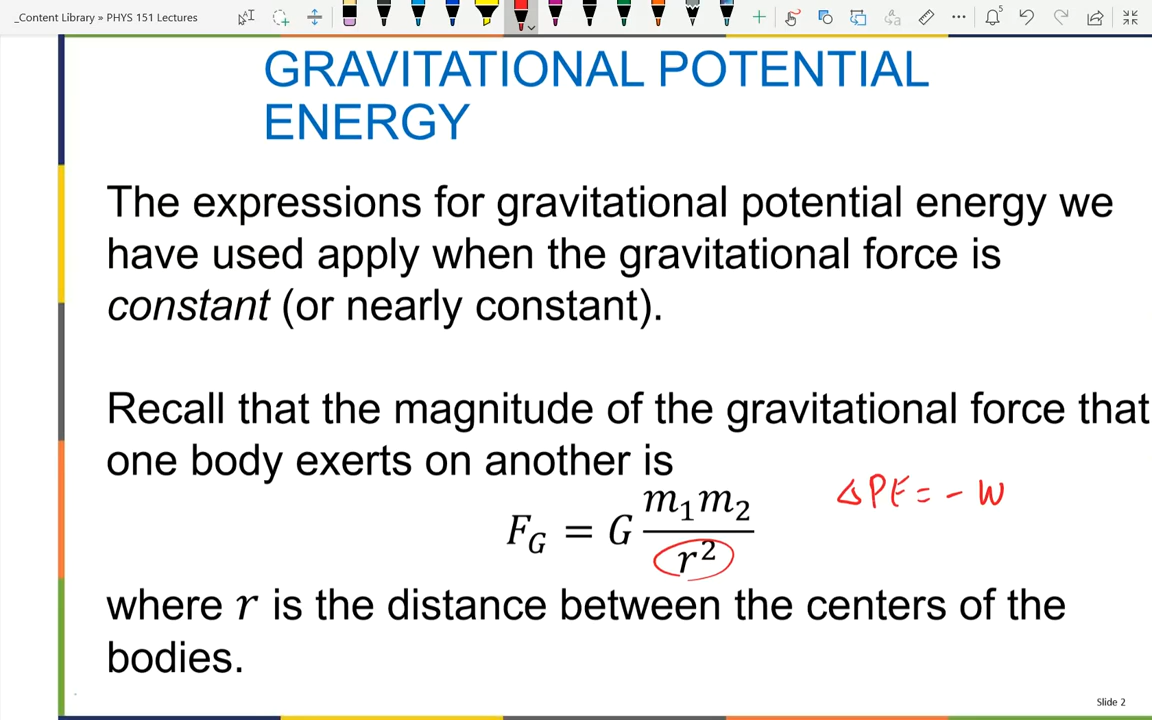 _Content Library » PHYS 151 Lectures
GRAVITATIONAL POTENTIAL
ENERGY
The expressions for gravitational potential energy we
have used apply when the gravitational force is
constant (or nearly constant).
Recall that the magnitude of the gravitational force that
one body exerts on another is
F_G = G m₁m₂ / r²
ΔPE = - W
where r is the distance between the centers of the
bodies.
Slide 2